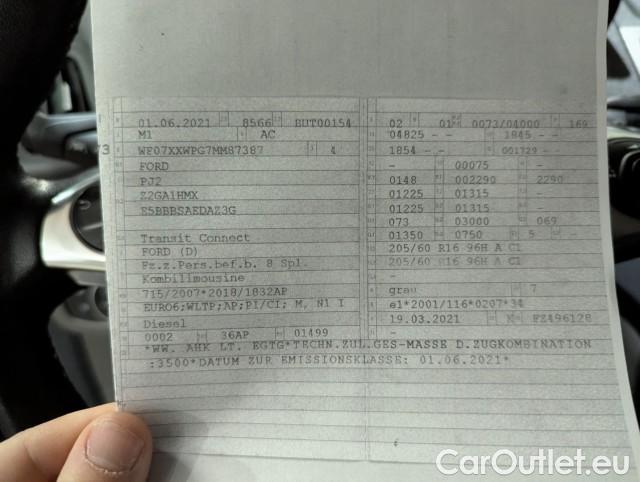 01.06.2021 8566 BUT00154
M1 AC
WF07XXWPG7MM87387 4
FORD
PJ2
Z2GA1HMX
E5BBBSAEDAZ3G
Transit Connect
FORD (D)
Fz.z.Pers.bef.b. 8 Spl.
Kombilimousine
715/2007*2018/1832AP
EURO6;WLTP;AP;PI/CI; M, N1 I
Diesel
0002 36AP 01499
02 01 0073/04000 169
04825 - - 1845 - -
1854 - - 001729 - -
- 00075 -
0148 002290 2290
01225 01315
01225 01315 -
073 03000 069
01350 0750 5 -
205/60 R16 96H A C1
205/60 R16 96H A C1
-
grau 7
e1*2001/116*0207*34
19.03.2021 K FZ496128
-
*WW. AHK LT. EGTG*TECHN.ZUL.GES-MASSE D.ZUGKOMBINATION
:3500*DATUM ZUR EMISSIONSKLASSE: 01.06.2021*
CarOutlet.eu